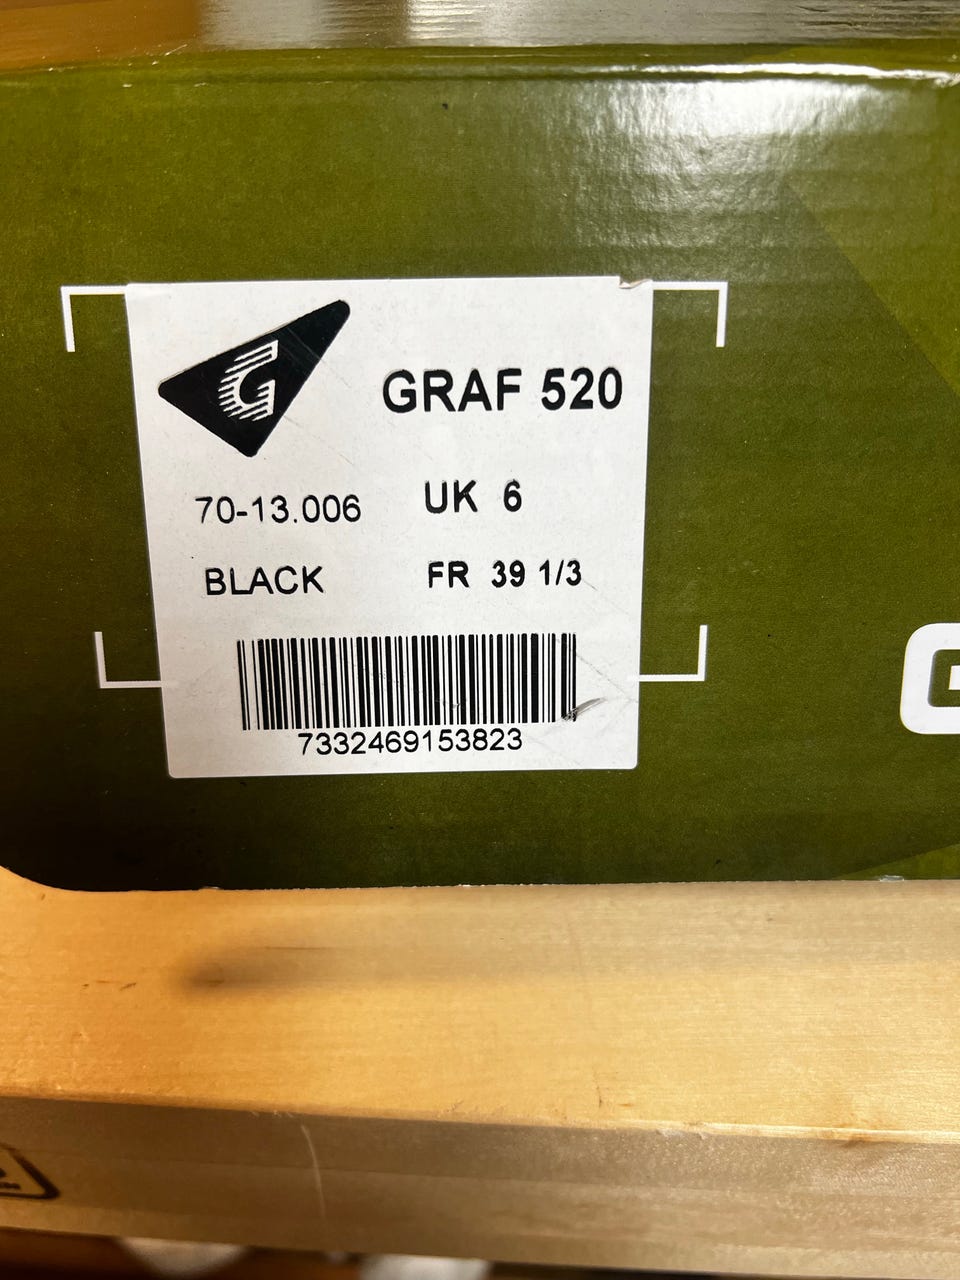 G
GRAF 520
70-13.006
UK 6
BLACK
FR 39 1/3
7332469153823
G